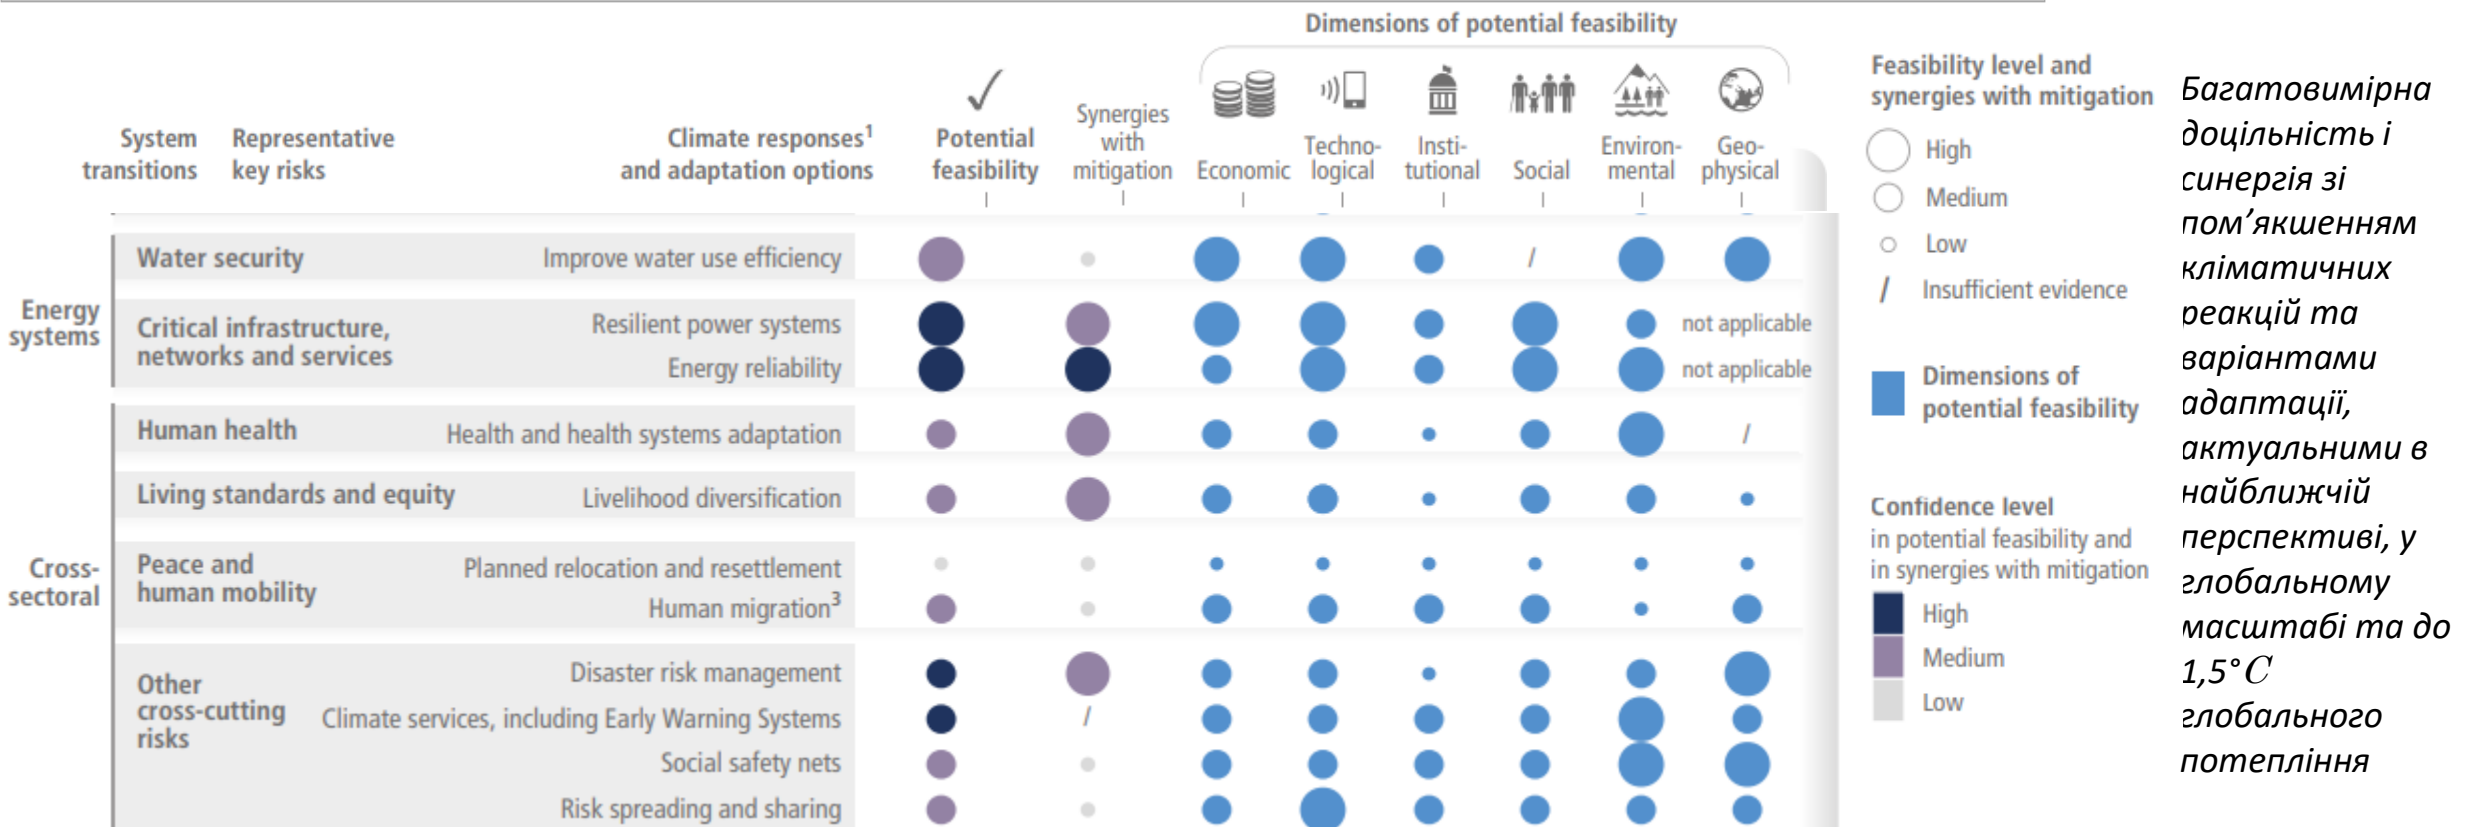 Dimensions of potential feasibility
System transitions
Representative key risks
Climate responses1 and adaptation options
Potential feasibility
Synergies with mitigation
Economic
Techno-
logical
Insti-
tutional
Social
Environ-
mental
Geo-
physical
Energy systems
Water security
Improve water use efficiency
/
Critical infrastructure,
networks and services
Resilient power systems
not applicable
Energy reliability
not applicable
Cross-
sectoral
Human health
Health and health systems adaptation
/
Living standards and equity
Livelihood diversification
Peace and
human mobility
Planned relocation and resettlement
Human migration3
Other
cross-cutting
risks
Disaster risk management
Climate services, including Early Warning Systems
/
Social safety nets
Risk spreading and sharing
Feasibility level and
synergies with mitigation
High
Medium
Low
/ Insufficient evidence
Dimensions of
potential feasibility
Confidence level
in potential feasibility and
in synergies with mitigation
High
Medium
Low
Багатовимірна
доцільність і
синергія зі
пом’якшенням
кліматичних
реакцій та
варіантами
адаптації,
актуальними в
найближчій
перспективі, у
глобальному
масштабі та до
1,5°C
глобального
потепління